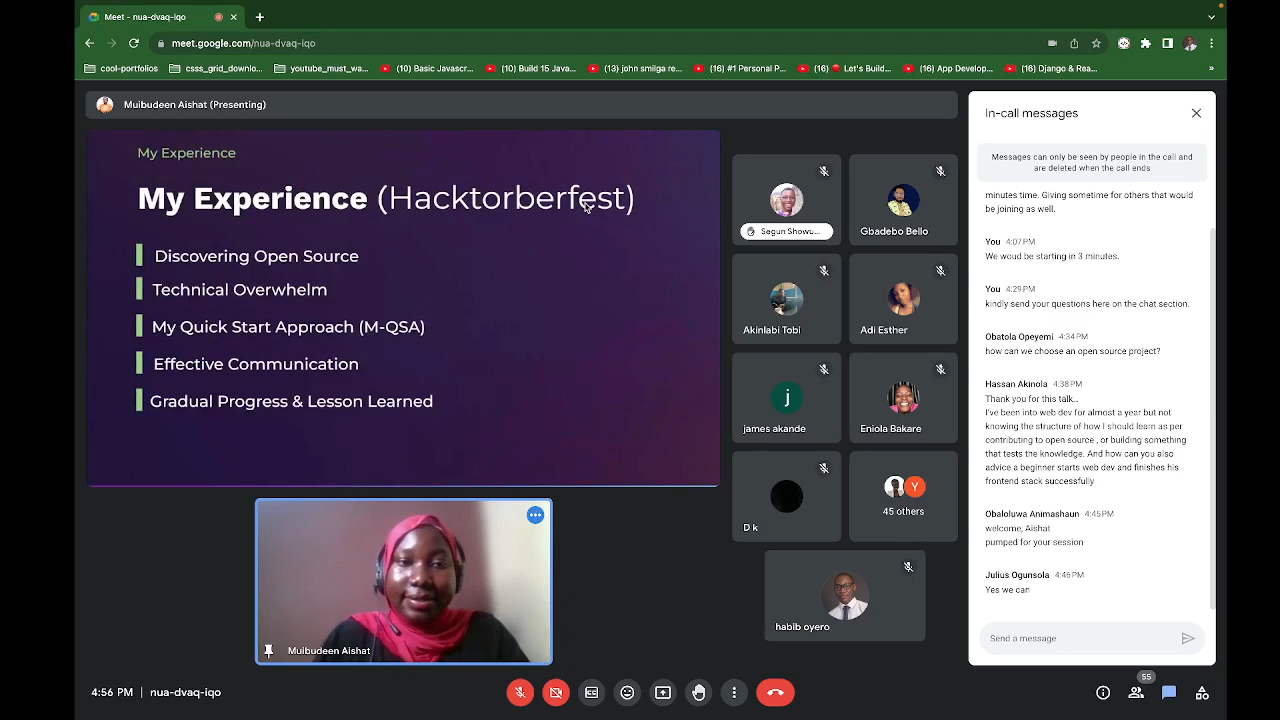 Meet - nua-dvaq-iqo
meet.google.com/nua-dvaq-iqo
cool-portfolios
csss_grid_downlo...
youtube_must_wa...
(10) Basic Javascr...
(10) Build 15 Java...
(13) john smilga re...
(16) #1 Personal P...
(16) 🔴 Let's Build...
(16) App Develop...
(16) Django & Rea...
»
Muibudeen Aishat (Presenting)
My Experience
My Experience (Hacktorberfest)
Discovering Open Source
Technical Overwhelm
My Quick Start Approach (M-QSA)
Effective Communication
Gradual Progress & Lesson Learned
Muibudeen Aishat
Segun Showu...
Gbadebo Bello
Akinlabi Tobi
Adi Esther
j
james akande
Eniola Bakare
D k
Y
45 others
habib oyero
In-call messages
Messages can only be seen by people in the call and
are deleted when the call ends
minutes time. Giving sometime for others that would
be joining as well.
You 4:07 PM
We woud be starting in 3 minutes.
You 4:29 PM
kindly send your questions here on the chat section.
Obatola Opeyemi 4:34 PM
how can we choose an open source project?
Hassan Akinola 4:38 PM
Thank you for this talk...
I've been into web dev for almost a year but not
knowing the structure of how I should learn as per
contributing to open source , or building something
that tests the knowledge. And how can you also
advice a beginner starts web dev and finishes his
frontend stack successfully
Obaloluwa Animashaun 4:45 PM
welcome, Aishat
pumped for your session
Julius Ogunsola 4:46 PM
Yes we can
Send a message
4:56 PM | nua-dvaq-iqo
55